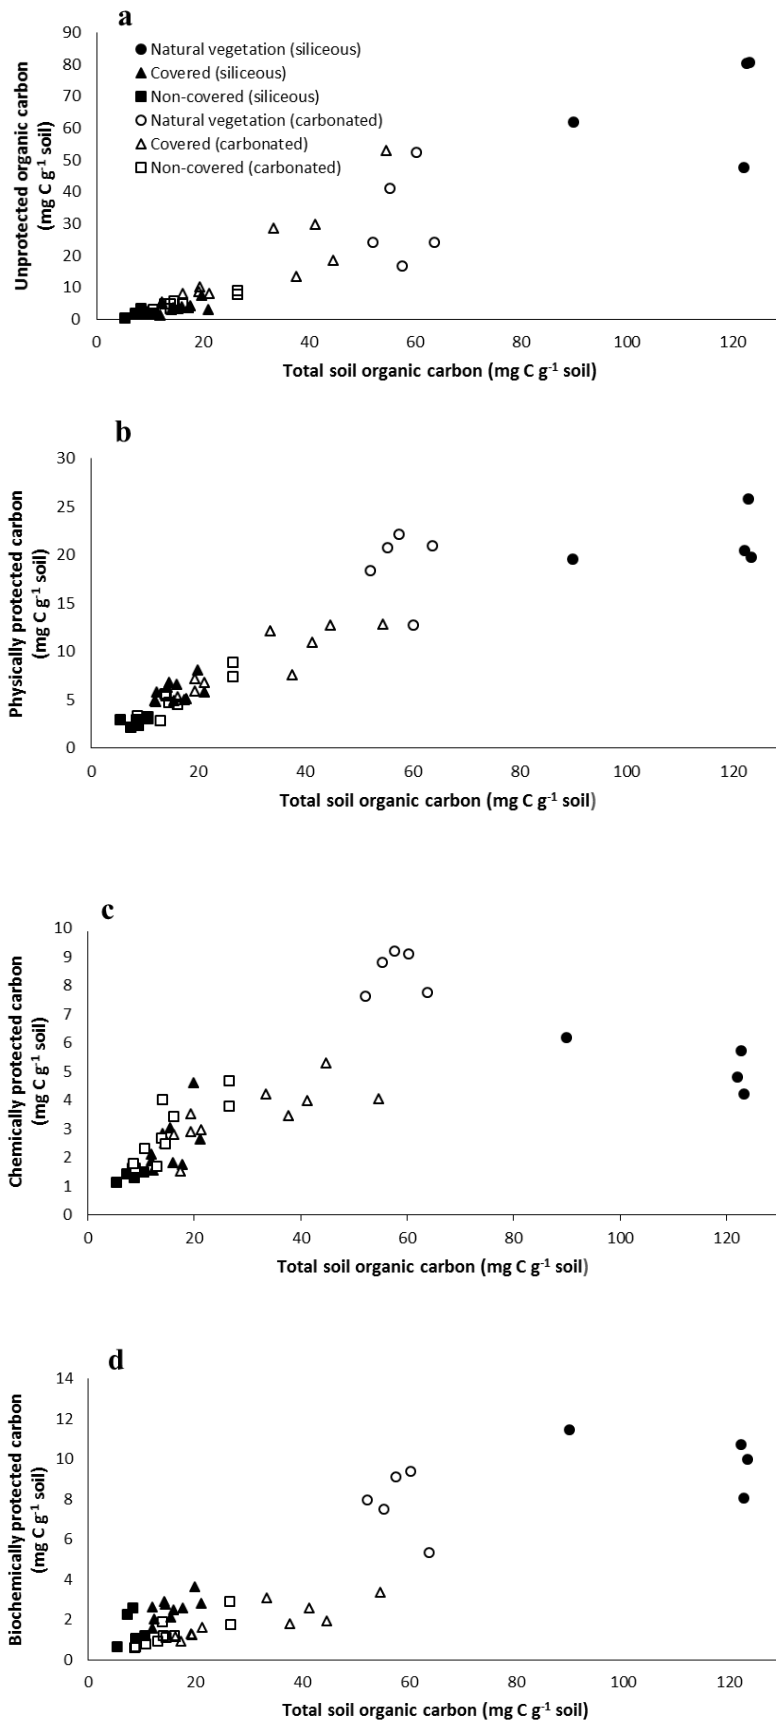 a
Unprotected organic carbon
(mg C g⁻¹ soil)
90
80
70
60
50
40
30
20
10
0
Natural vegetation (siliceous)
Covered (siliceous)
Non-covered (siliceous)
Natural vegetation (carbonated)
Covered (carbonated)
Non-covered (carbonated)
0 20 40 60 80 100 120
Total soil organic carbon (mg C g⁻¹ soil)
b
Physically protected carbon
(mg C g⁻¹ soil)
30
25
20
15
10
5
0
0 20 40 60 80 100 120
Total soil organic carbon (mg C g⁻¹ soil)
c
Chemically protected carbon
(mg C g⁻¹ soil)
10
9
8
7
6
5
4
3
2
1
0
0 20 40 60 80 100 120
Total soil organic carbon (mg C g⁻¹ soil)
d
Biochemically protected carbon
(mg C g⁻¹ soil)
14
12
10
8
6
4
2
0
0 20 40 60 80 100 120
Total soil organic carbon (mg C g⁻¹ soil)